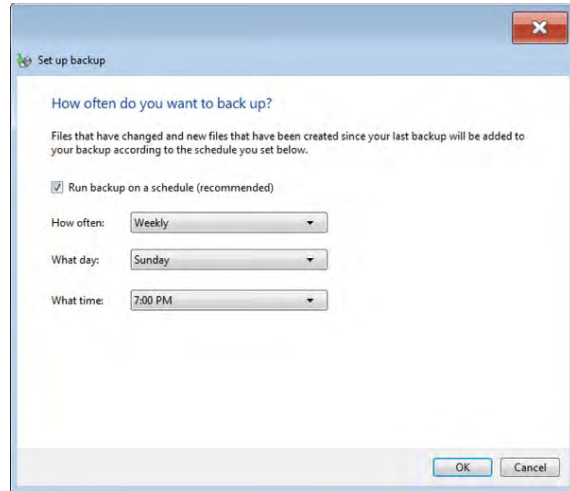 Set up backup
How often do you want to back up?
Files that have changed and new files that have been created since your last backup will be added to
your backup according to the schedule you set below.
Run backup on a schedule (recommended)
How often: Weekly
What day: Sunday
What time: 7:00 PM
OK Cancel